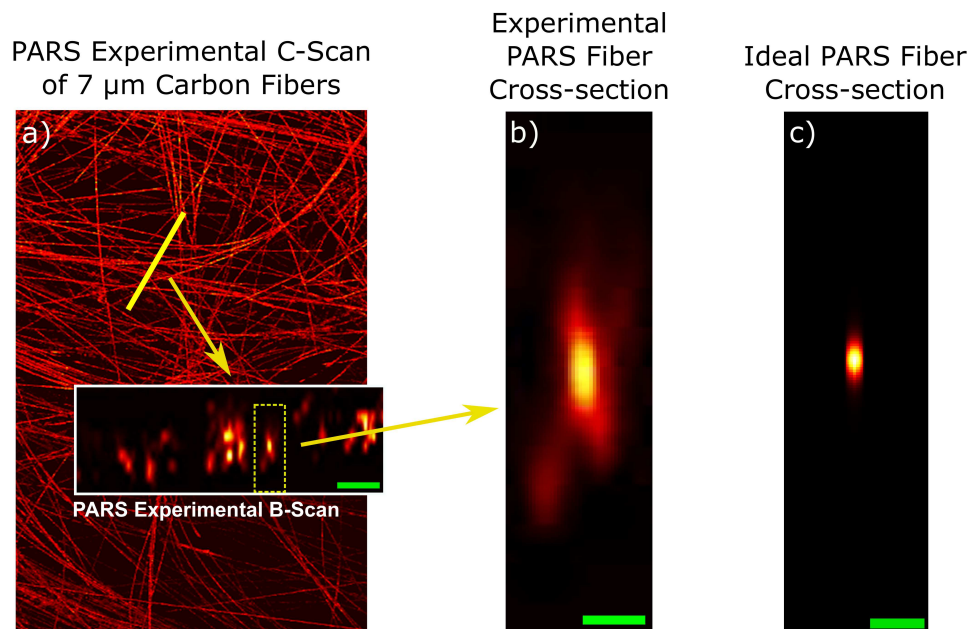 PARS Experimental C-Scan
of 7 µm Carbon Fibers
Experimental
PARS Fiber
Cross-section
Ideal PARS Fiber
Cross-section
a)
b)
c)
PARS Experimental B-Scan